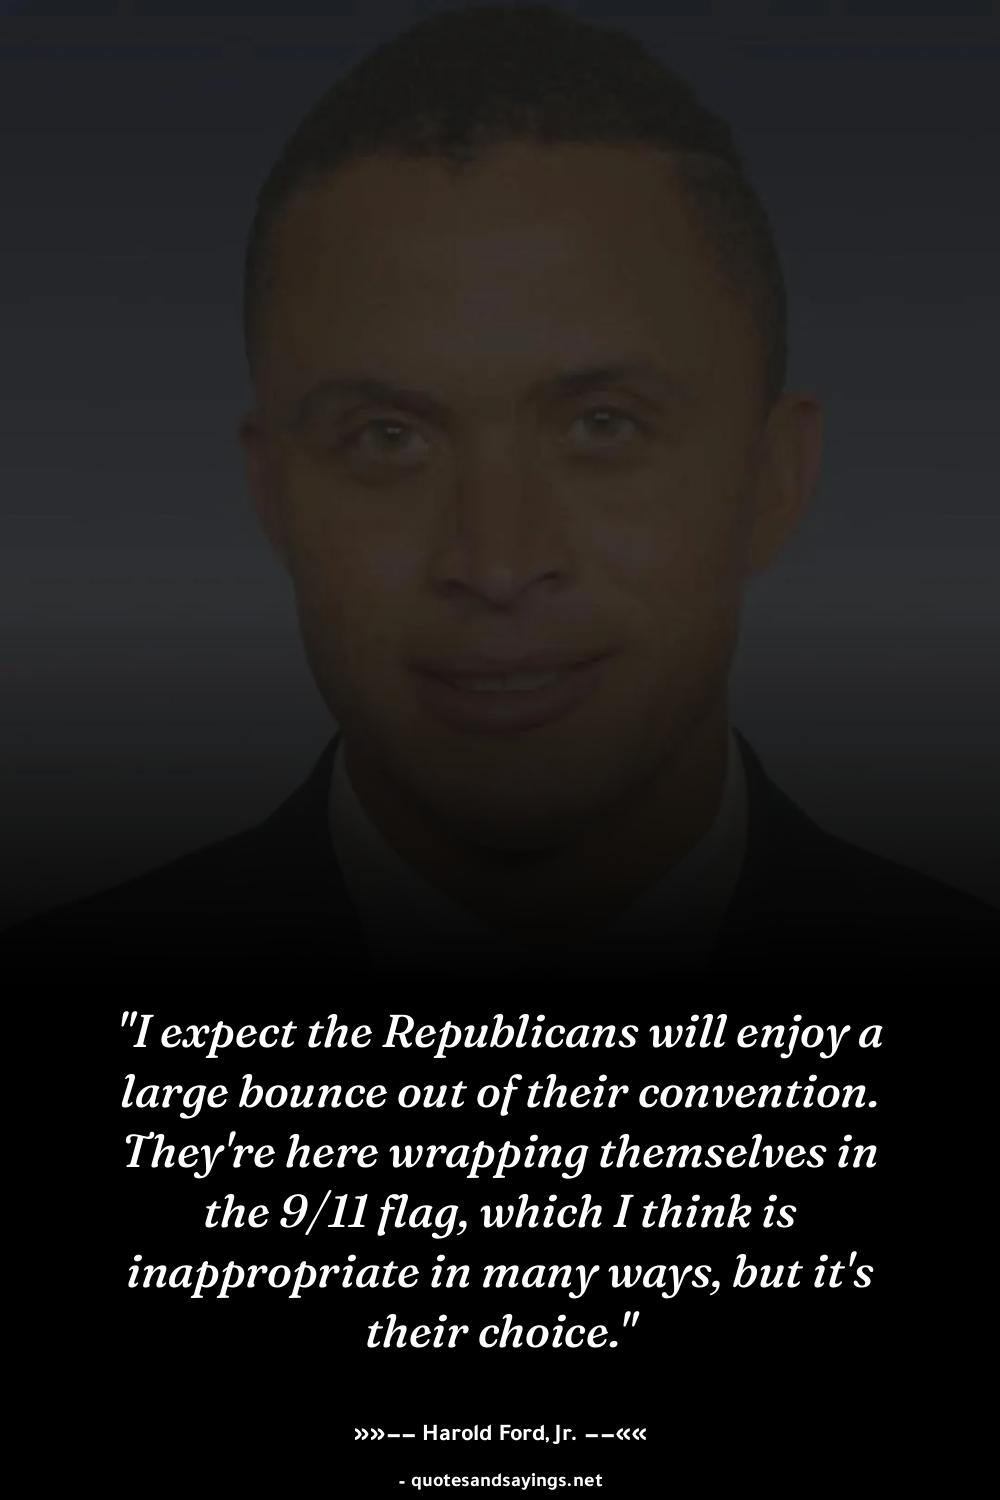 "I expect the Republicans will enjoy a
large bounce out of their convention.
They're here wrapping themselves in
the 9/11 flag, which I think is
inappropriate in many ways, but it's
their choice."
»»−− Harold Ford, Jr. −−««
- quotesandsayings.net